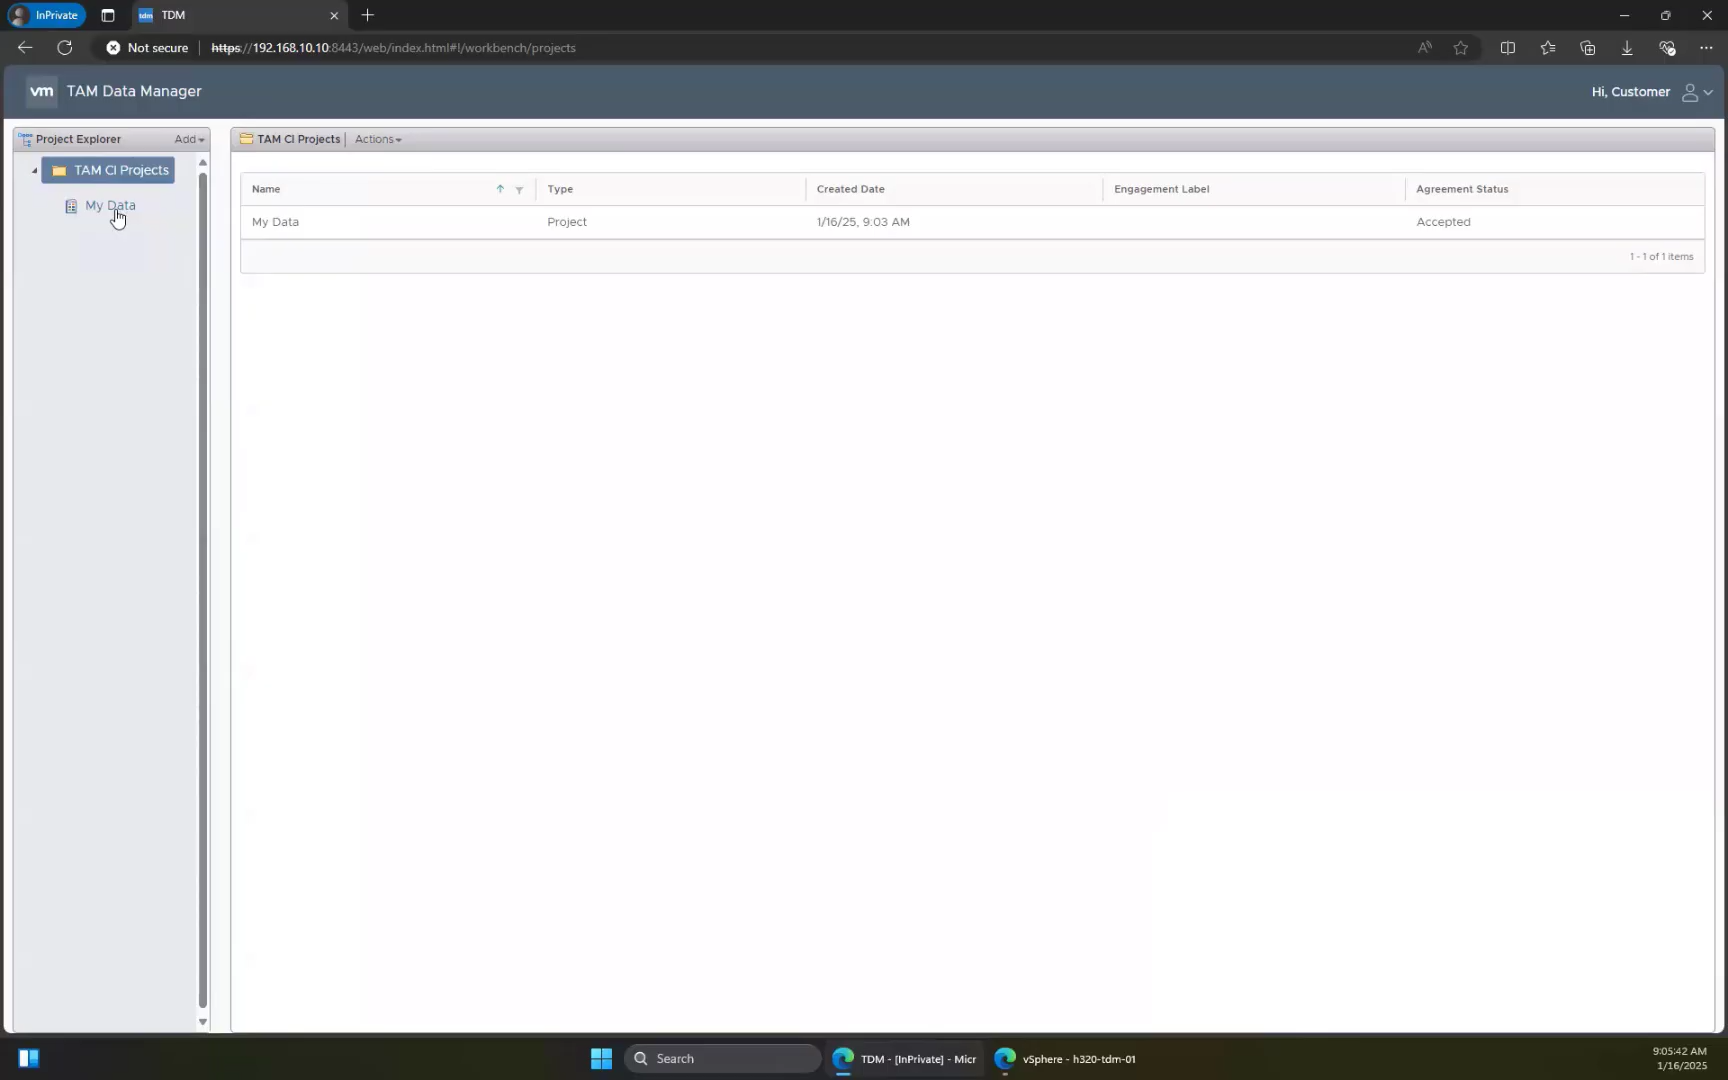 InPrivate
tdm TDM
Not secure https://192.168.10.10:8443/web/index.html#!/workbench/projects
vm TAM Data Manager
Hi, Customer
Project Explorer Add
TAM CI Projects Actions
TAM CI Projects
My Data
Name Type Created Date Engagement Label Agreement Status
My Data Project 1/16/25, 9:03 AM Accepted
1 - 1 of 1 items
Search
TDM - [InPrivate] - Micr
vSphere - h320-tdm-01
9:05:42 AM
1/16/2025